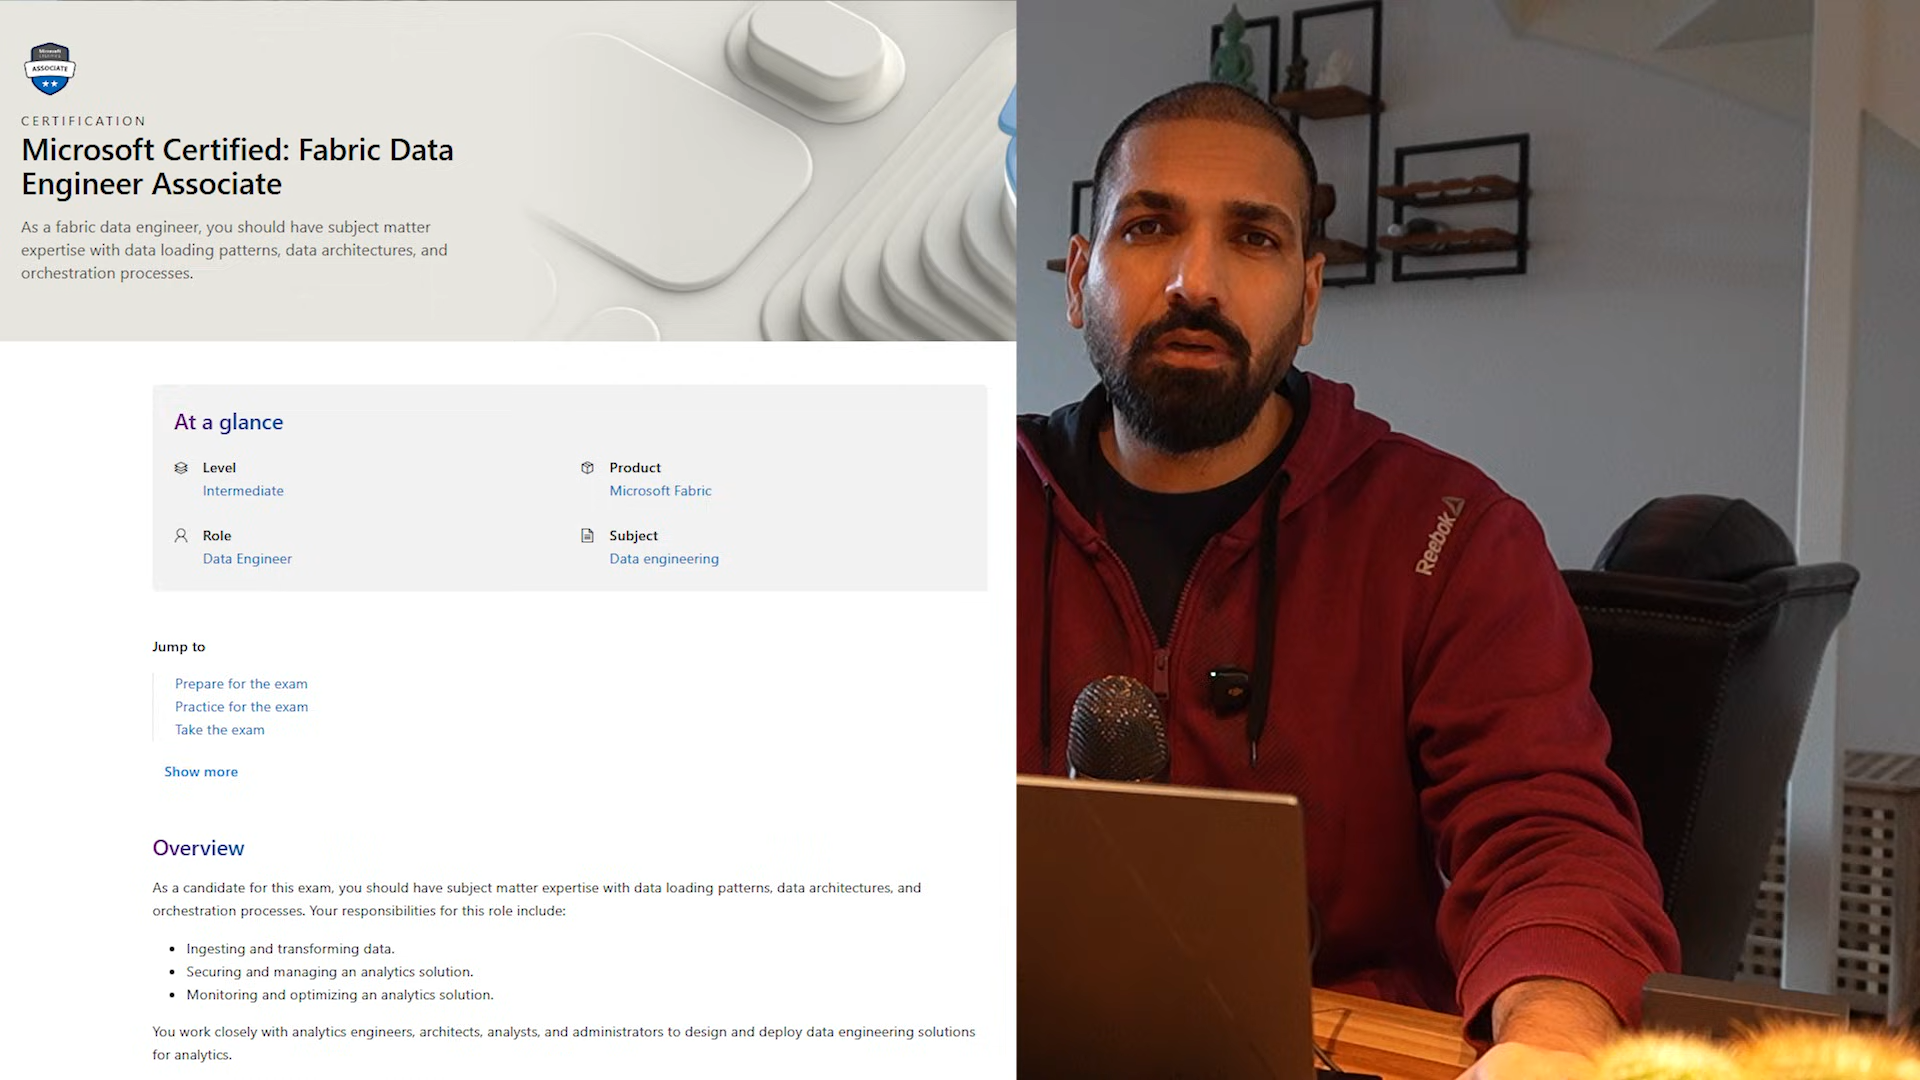 ASSOCIATE
CERTIFICATION
Microsoft Certified: Fabric Data
Engineer Associate
As a fabric data engineer, you should have subject matter
expertise with data loading patterns, data architectures, and
orchestration processes.
At a glance
Level
Intermediate
Product
Microsoft Fabric
Role
Data Engineer
Subject
Data engineering
Jump to
Prepare for the exam
Practice for the exam
Take the exam
Show more
Overview
As a candidate for this exam, you should have subject matter expertise with data loading patterns, data architectures, and
orchestration processes. Your responsibilities for this role include:
Ingesting and transforming data.
Securing and managing an analytics solution.
Monitoring and optimizing an analytics solution.
You work closely with analytics engineers, architects, analysts, and administrators to design and deploy data engineering solutions
for analytics.
Reebok